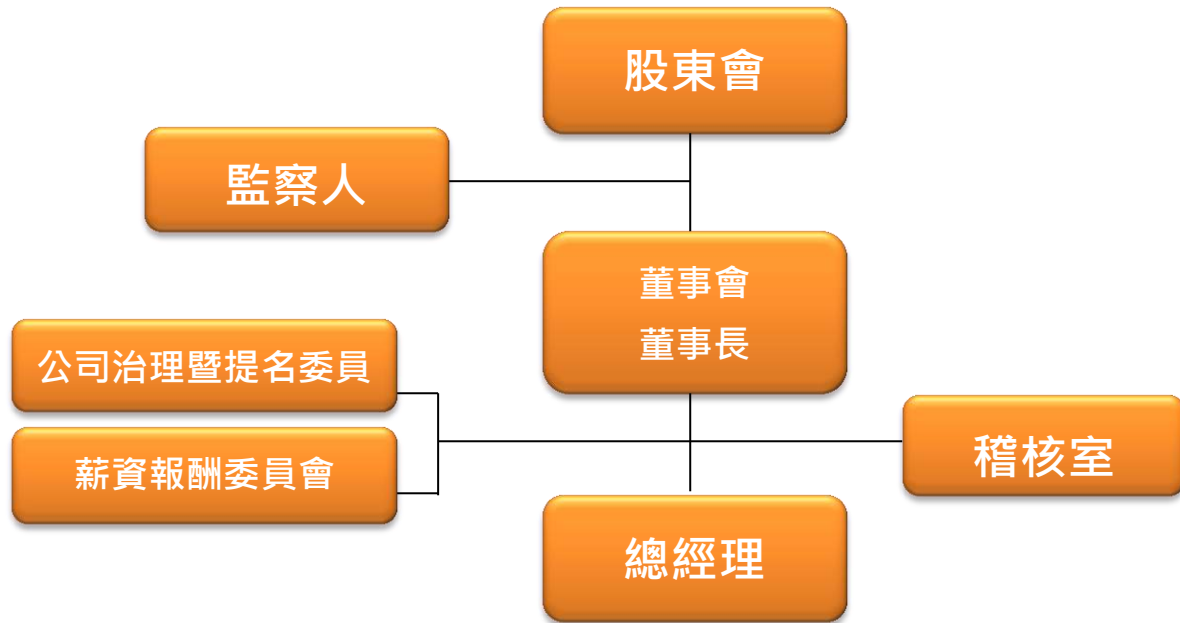 股東會
監察人
董事會
董事長
公司治理暨提名委員
薪資報酬委員會
稽核室
總經理